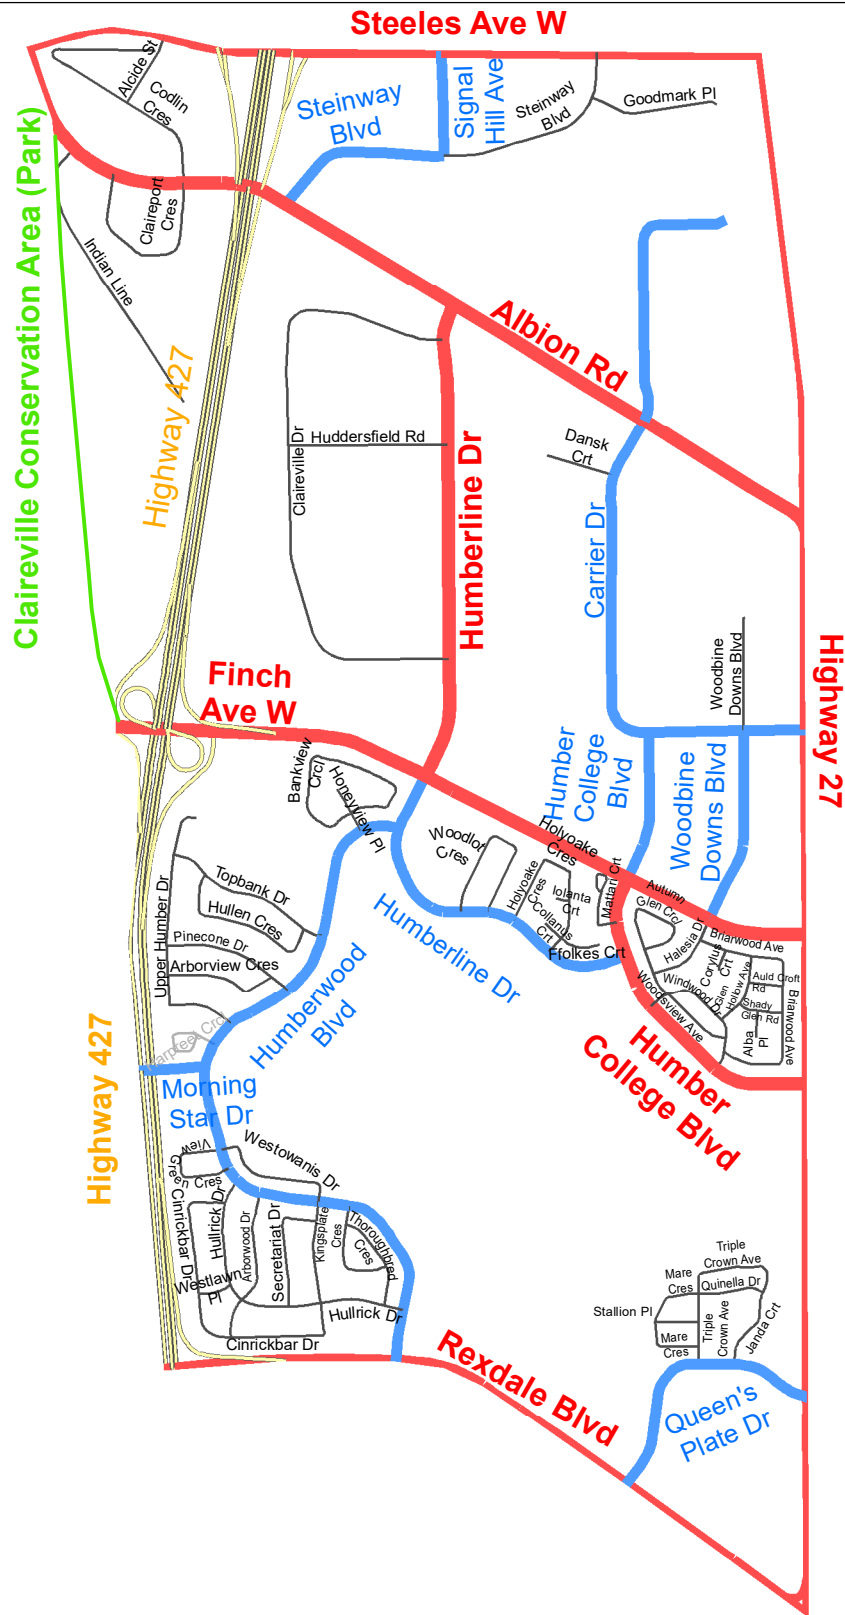 Steeles Ave W
Alcide St
Codlin
Cres
Steinway
Blvd
Signal
Hill Ave
Steinway
Blvd
Goodmark Pl
Claireport
Cres
Claireville Conservation Area (Park)
Indian Line
Highway 427
Albion Rd
Claireville Dr
Huddersfield Rd
Humberline Dr
Dansk
Crt
Carrier Dr
Woodbine
Downs Blvd
Highway 27
Finch
Ave W
Bankview
Crcl
Honeyview Pl
Humber
College
Blvd
Woodbine
Downs Blvd
Woodlot
Cres
Holyoake
Cres
Holyoake
Cres
Iolanta
Crt
Collanus
Crt
Mattari Crt
Ffolkes Crt
Autumn
Glen Crcl
Halesia Dr
Briarwood Ave
Corylus
Crt
Windwood Dr
Glen
Hollow Ave
Auld Croft
Rd
Shady
Glen Rd
Alba
Pl
Briarwood Ave
Woodsview Ave
Topbank Dr
Hullen Cres
Upper Humber Dr
Pinecone Dr
Arborview Cres
Humberline Dr
Humberwood
Blvd
Harpreet Crcl
Humber
College Blvd
Highway 427
Morning
Star Dr
View
Green Cres
Westowanis Dr
Cinrickbar Dr
Hullrick Dr
Arborwood Dr
Secretariat Dr
Kingsplate
Cres
Thoroughbred
Cres
Westlawn
Pl
Hullrick Dr
Cinrickbar Dr
Triple
Crown Ave
Mare
Cres
Quinella Dr
Stallion Pl
Triple
Crown Ave
Janda Crt
Mare
Cres
Rexdale Blvd
Queen's
Plate Dr